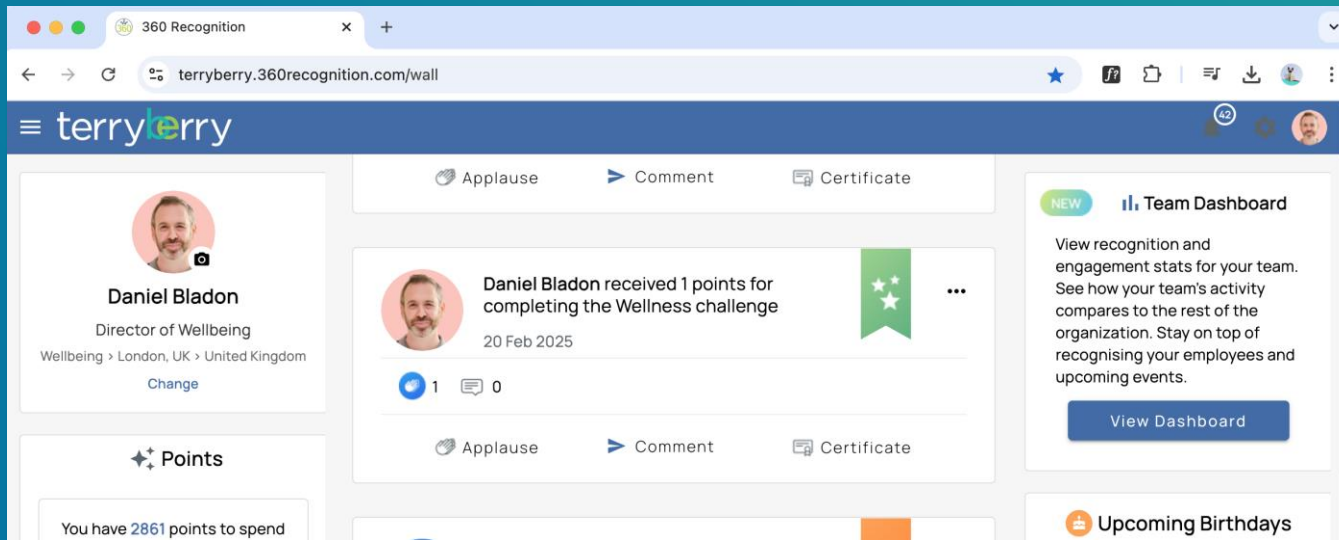 360 Recognition
terryberry.360recognition.com/wall
terryberry
42
Daniel Bladon
Director of Wellbeing
Wellbeing > London, UK > United Kingdom
Change
Points
You have 2861 points to spend
Applause Comment Certificate
Daniel Bladon received 1 points for
completing the Wellness challenge
20 Feb 2025
1 0
Applause Comment Certificate
NEW Team Dashboard
View recognition and
engagement stats for your team.
See how your team's activity
compares to the rest of the
organization. Stay on top of
recognising your employees and
upcoming events.
View Dashboard
Upcoming Birthdays